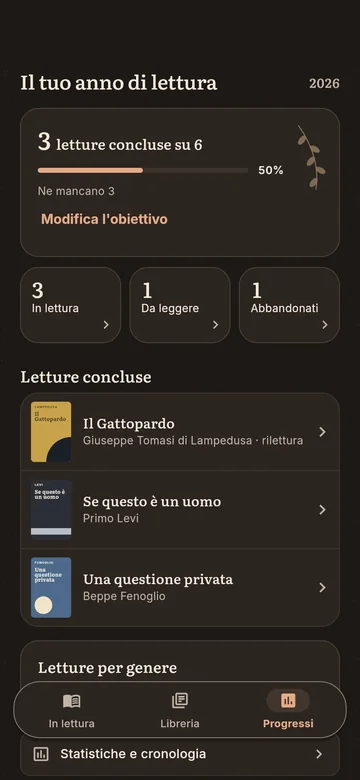 Il tuo anno di lettura
2026
3 letture concluse su 6
50%
Ne mancano 3
Modifica l'obiettivo
3
In lettura
1
Da leggere
1
Abbandonati
Letture concluse
LAMPEDUSA
Il
Gattopardo
Il Gattopardo
Giuseppe Tomasi di Lampedusa · rilettura
LEVI
Se questo è
un uomo
Se questo è un uomo
Primo Levi
FENOGLIO
Una
questione
privata
Una questione privata
Beppe Fenoglio
Letture per genere
In lettura
Libreria
Progressi
Statistiche e cronologia